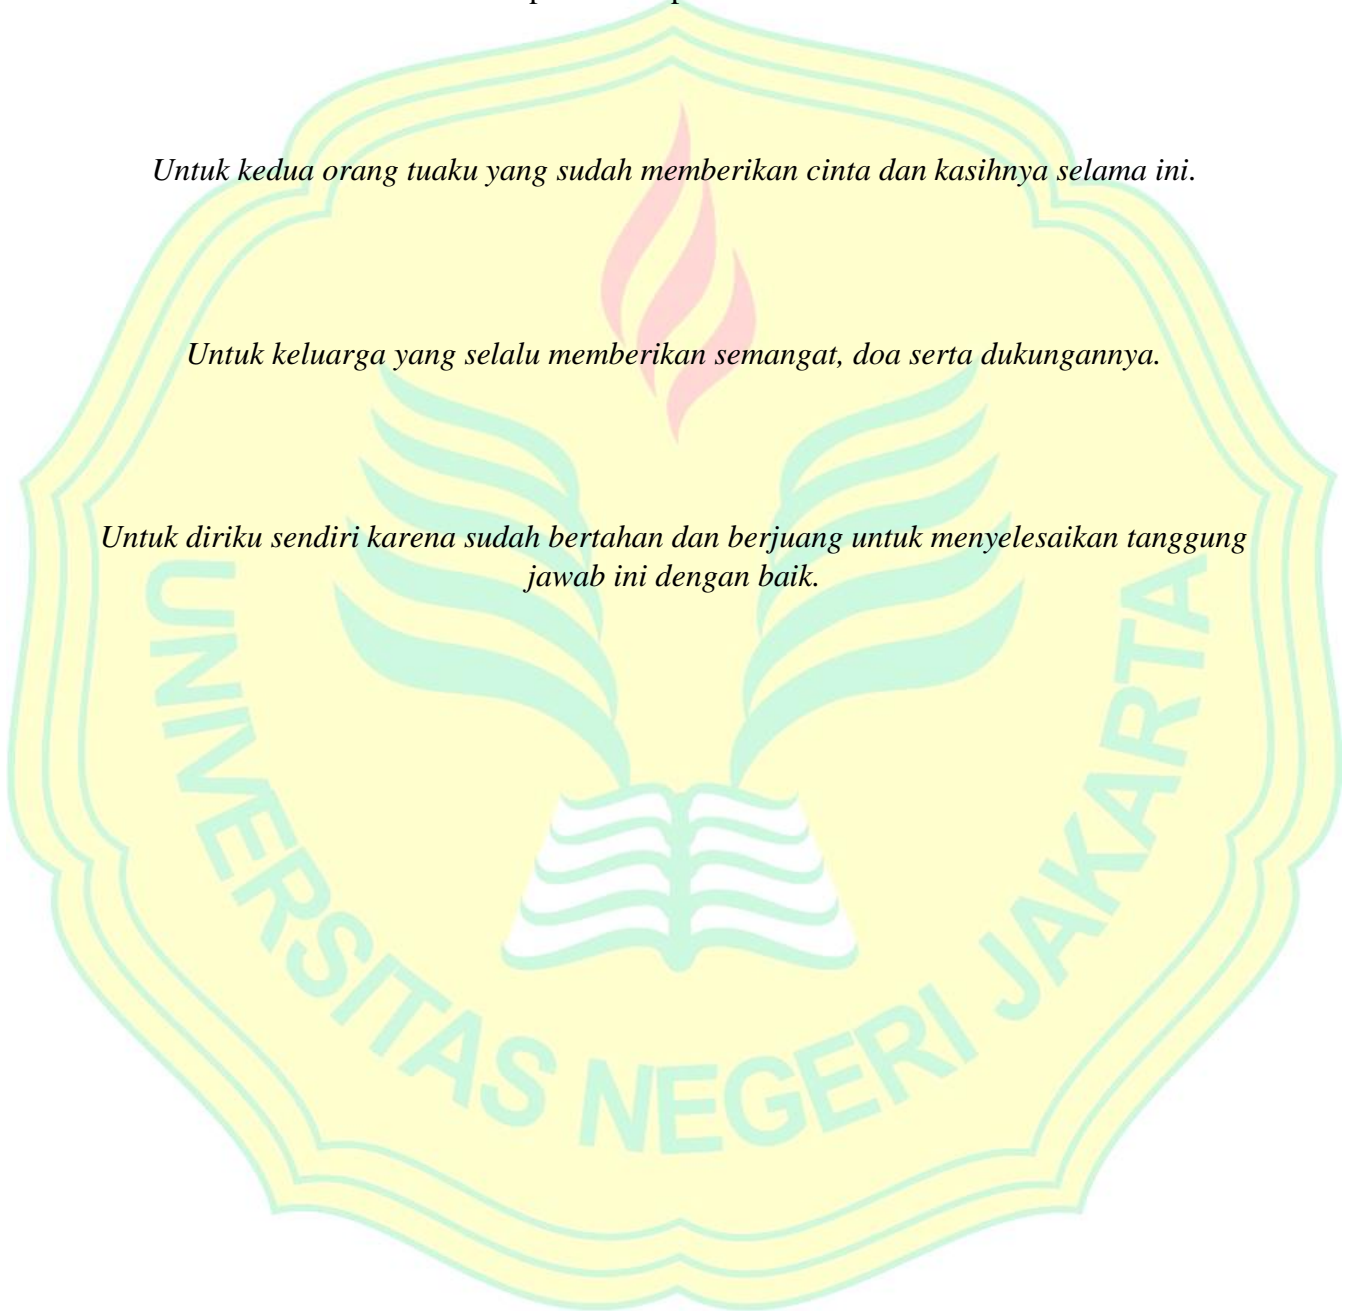 Untuk kedua orang tuaku yang sudah memberikan cinta dan kasihnya selama ini.
Untuk keluarga yang selalu memberikan semangat, doa serta dukungannya.
Untuk diriku sendiri karena sudah bertahan dan berjuang untuk menyelesaikan tanggung
jawab ini dengan baik.
UNIVERSITAS NEGERI JAKARTA